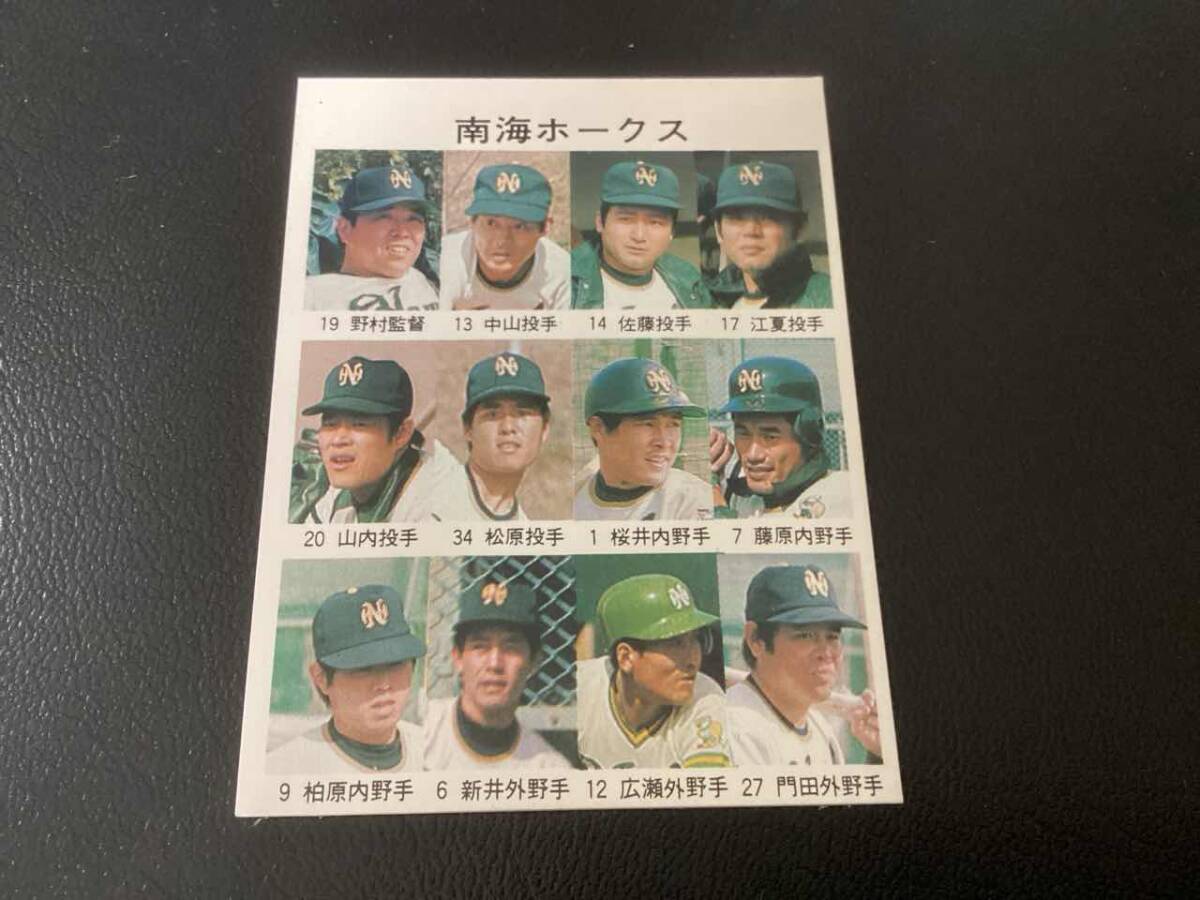 南海ホークス
19 野村監督 13 中山投手 14 佐藤投手 17 江夏投手
20 山内投手 34 松原投手 1 桜井内野手 7 藤原内野手
9 柏原内野手 6 新井外野手 12 広瀬外野手 27 門田外野手